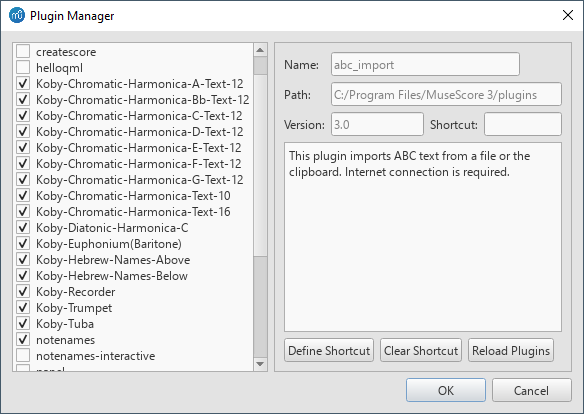 Plugin Manager
createscore
helloqml
Koby-Chromatic-Harmonica-A-Text-12
Koby-Chromatic-Harmonica-Bb-Text-12
Koby-Chromatic-Harmonica-C-Text-12
Koby-Chromatic-Harmonica-D-Text-12
Koby-Chromatic-Harmonica-E-Text-12
Koby-Chromatic-Harmonica-F-Text-12
Koby-Chromatic-Harmonica-G-Text-12
Koby-Chromatic-Harmonica-Text-10
Koby-Chromatic-Harmonica-Text-16
Koby-Diatonic-Harmonica-C
Koby-Euphonium(Baritone)
Koby-Hebrew-Names-Above
Koby-Hebrew-Names-Below
Koby-Recorder
Koby-Trumpet
Koby-Tuba
notenames
notenames-interactive
Name: abc_import
Path: C:/Program Files/MuseScore 3/plugins
Version: 3.0 Shortcut:
This plugin imports ABC text from a file or the
clipboard. Internet connection is required.
Define Shortcut Clear Shortcut Reload Plugins
OK Cancel